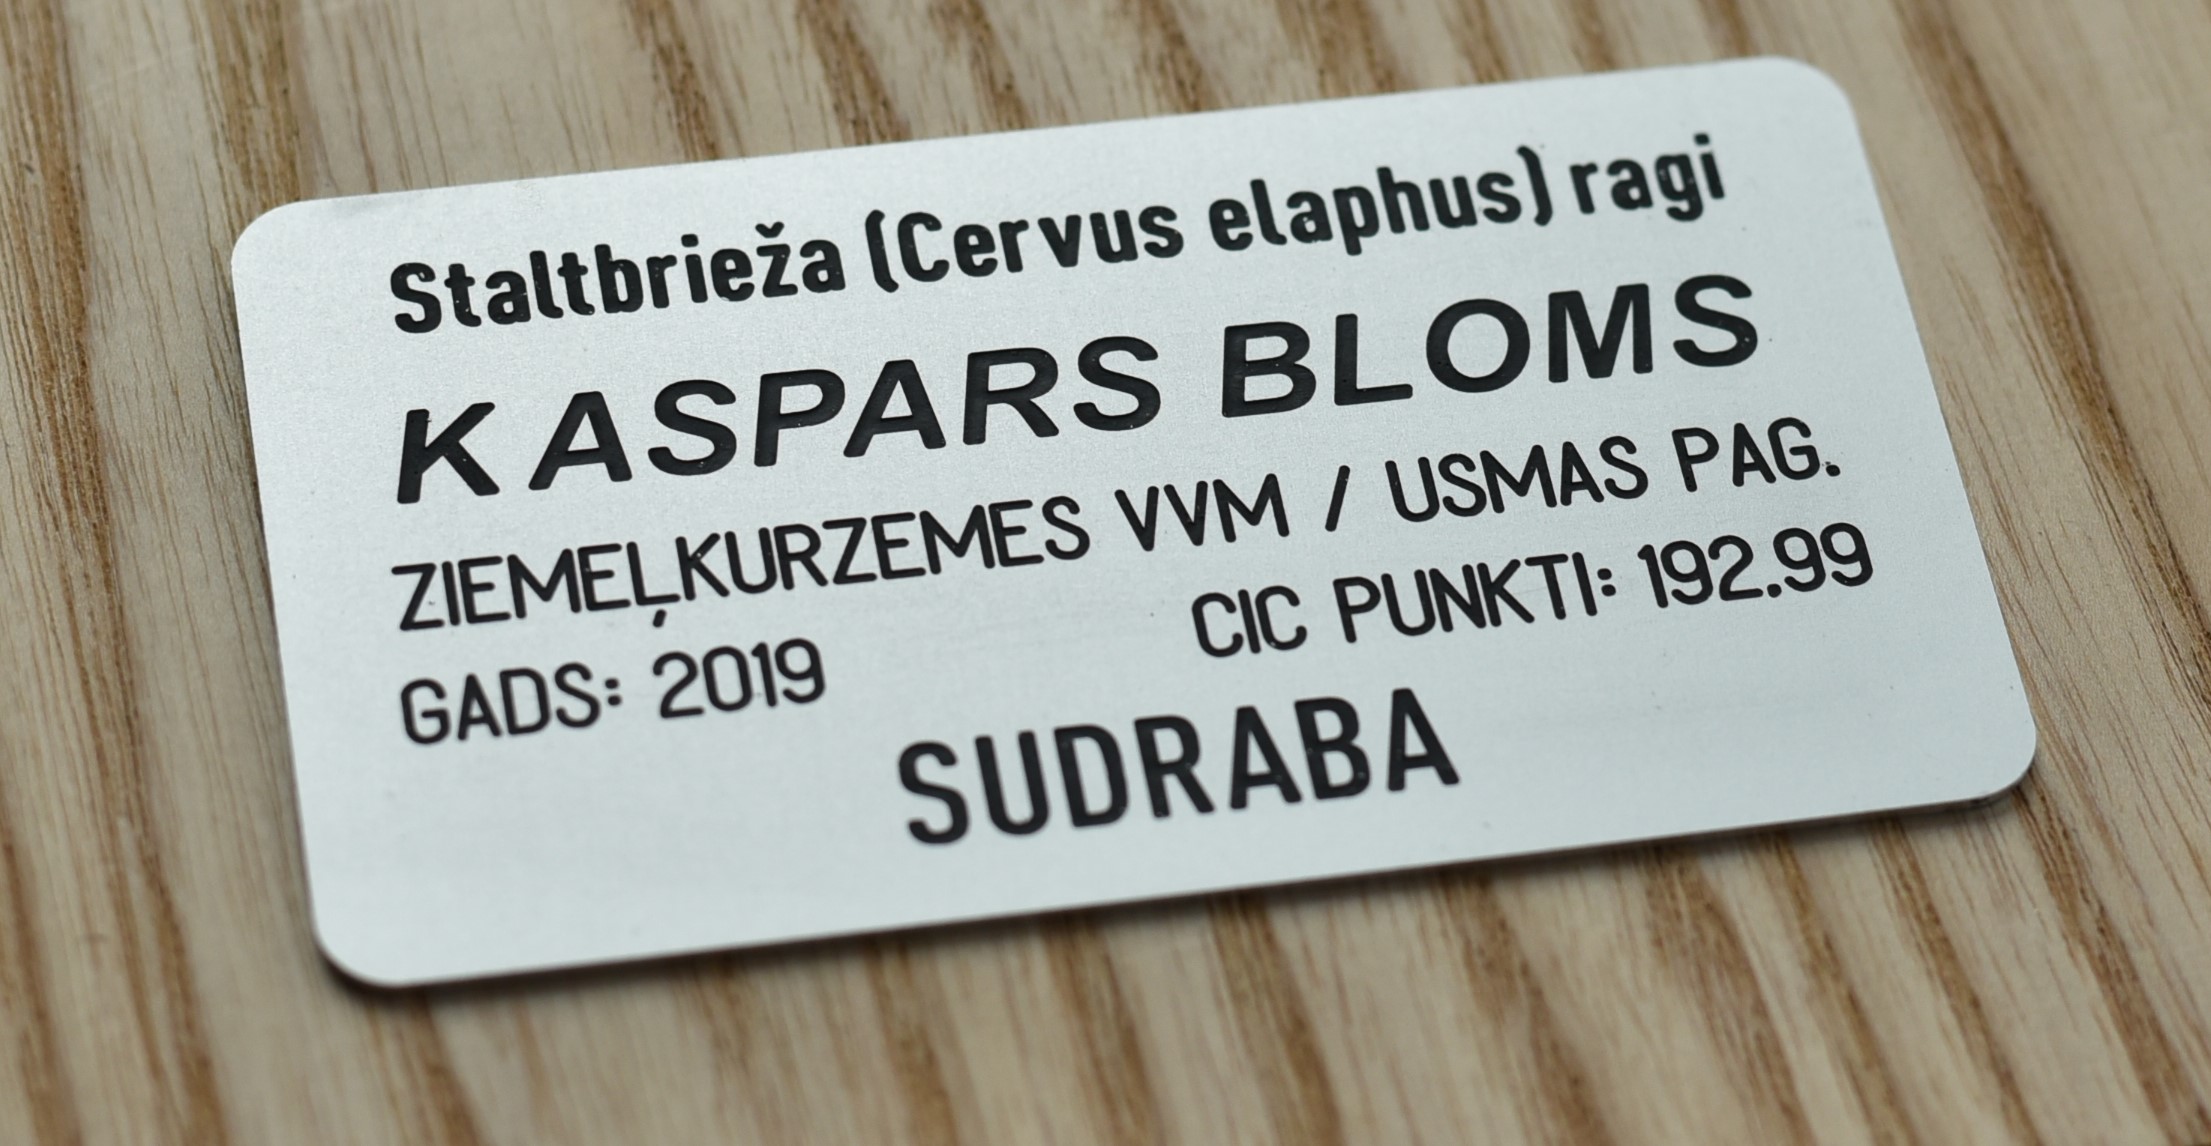 Staltbrieža (Cervus elaphus) ragi
KASPARS BLOMS
ZIEMEĻKURZEMES VVM / USMAS PAG.
GADS: 2019 CIC PUNKTI: 192.99
SUDRABA